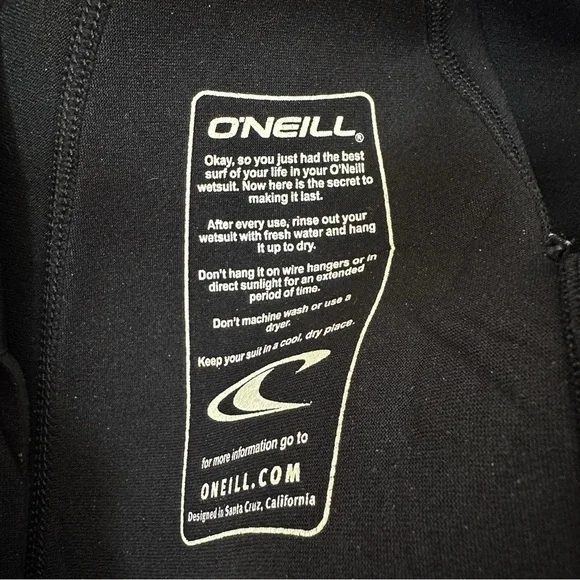 O'NEILL®
Okay, so you just had the best
surf of your life in your O'Neill
wetsuit. Now here is the secret to
making it last.
After every use, rinse out your
wetsuit with fresh water and hang
it up to dry.
Don't hang it on wire hangers or in
direct sunlight for an extended
period of time.
Don't machine wash or use a
dryer.
Keep your suit in a cool, dry place.
for more information go to
ONEILL.COM
Designed in Santa Cruz, California